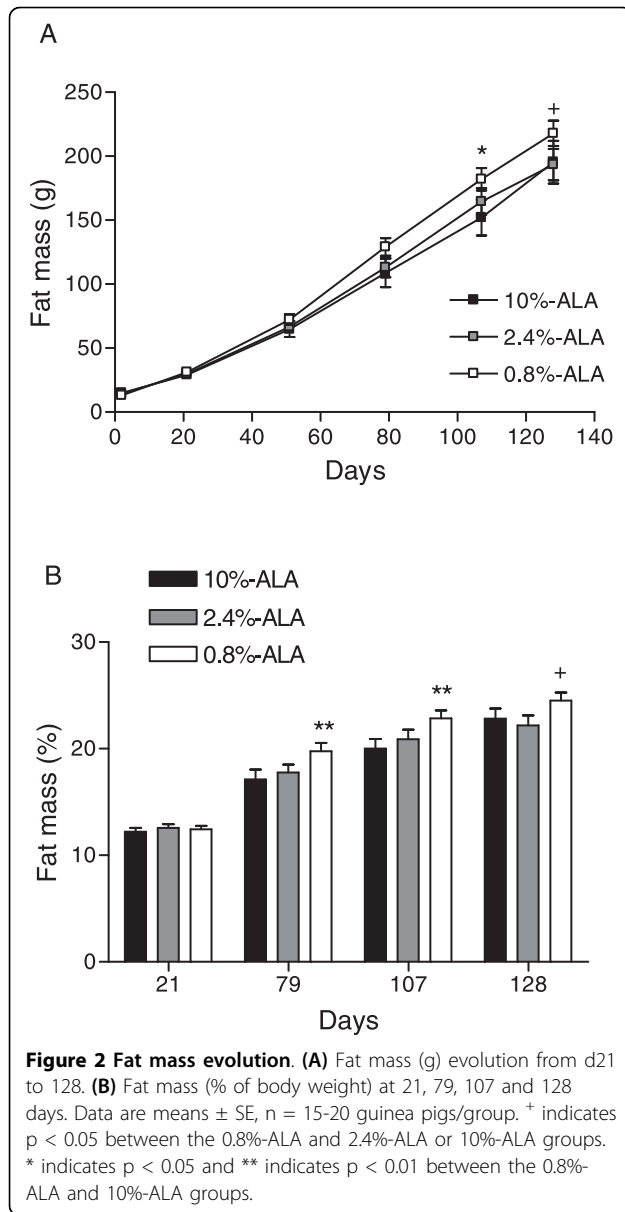 A
250
200
150
100
50
0
Fat mass (g)
*
+
10%-ALA
2.4%-ALA
0.8%-ALA
0 20 40 60 80 100 120 140
Days
B
10%-ALA
2.4%-ALA
0.8%-ALA
30
20
10
0
Fat mass (%)
**
**
+
21 79 107 128
Days
Figure 2 Fat mass evolution. (A) Fat mass (g) evolution from d21
to 128. (B) Fat mass (% of body weight) at 21, 79, 107 and 128
days. Data are means ± SE, n = 15-20 guinea pigs/group. + indicates
p < 0.05 between the 0.8%-ALA and 2.4%-ALA or 10%-ALA groups.
* indicates p < 0.05 and ** indicates p < 0.01 between the 0.8%-
ALA and 10%-ALA groups.